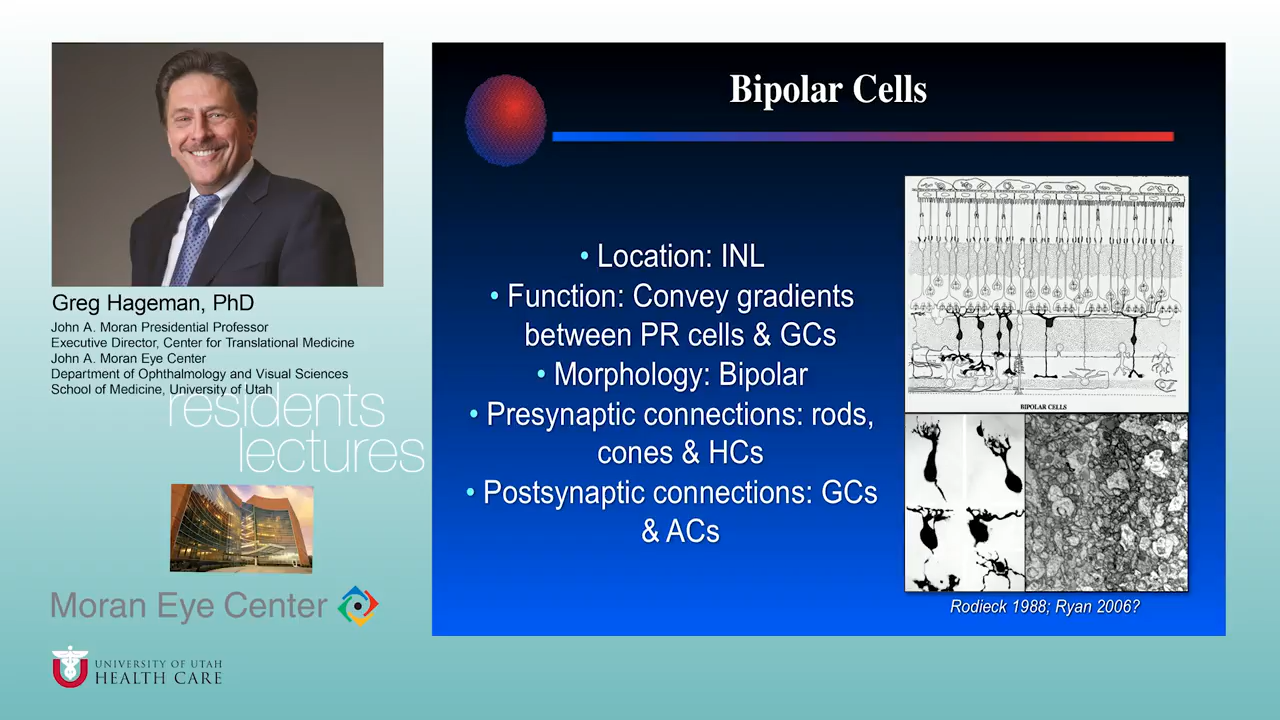 Greg Hageman, PhD
John A. Moran Presidential Professor
Executive Director, Center for Translational Medicine
John A. Moran Eye Center
Department of Ophthalmology and Visual Sciences
School of Medicine, University of Utah
residents
lectures
Moran Eye Center
UNIVERSITY OF UTAH
HEALTH CARE
Bipolar Cells
• Location: INL
• Function: Convey gradients
between PR cells & GCs
• Morphology: Bipolar
• Presynaptic connections: rods,
cones & HCs
• Postsynaptic connections: GCs
& ACs
BIPOLAR CELLS
Rodieck 1988; Ryan 2006?